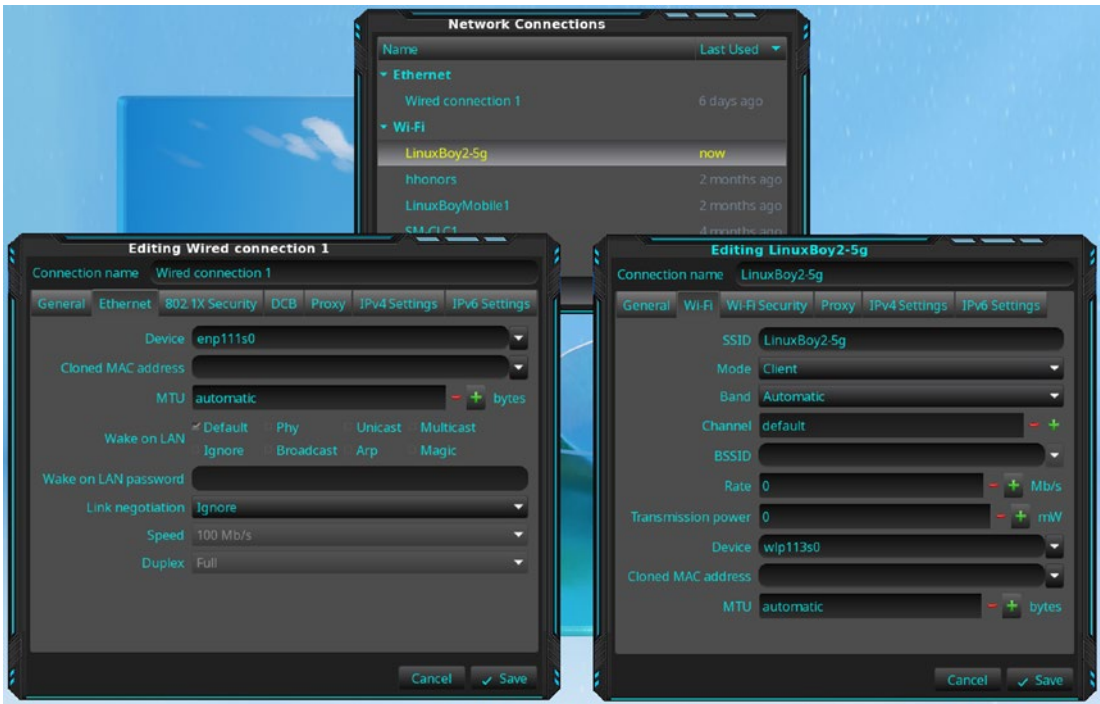 Network Connections
Name Last Used
Ethernet
Wired connection 1 6 days ago
Wi-Fi
LinuxBoy2-5g now
hhonors 2 months ago
LinuxBoyMobile1 2 months ago
SM-CLC1 4 months ago
Editing Wired connection 1
Connection name Wired connection 1
General Ethernet 802.1X Security DCB Proxy IPv4 Settings IPv6 Settings
Device enp111s0
Cloned MAC address
MTU automatic bytes
Wake on LAN
Default Phy Unicast Multicast
Ignore Broadcast Arp Magic
Wake on LAN password
Link negotiation Ignore
Speed 100 Mb/s
Duplex Full
Cancel Save
Editing LinuxBoy2-5g
Connection name LinuxBoy2-5g
General Wi-Fi Wi-Fi Security Proxy IPv4 Settings IPv6 Settings
SSID LinuxBoy2-5g
Mode Client
Band Automatic
Channel default
BSSID
Rate 0 Mb/s
Transmission power 0 mW
Device wlp113s0
Cloned MAC address
MTU automatic bytes
Cancel Save